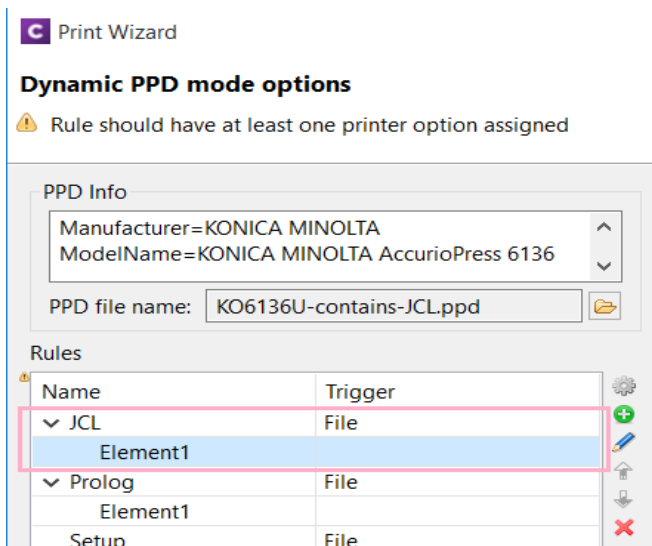 C Print Wizard
Dynamic PPD mode options
Rule should have at least one printer option assigned
PPD Info
Manufacturer=KONICA MINOLTA
ModelName=KONICA MINOLTA AccurioPress 6136
PPD file name: KO6136U-contains-JCL.ppd
Rules
Name Trigger
JCL File
Element1
Prolog File
Element1
Setup File